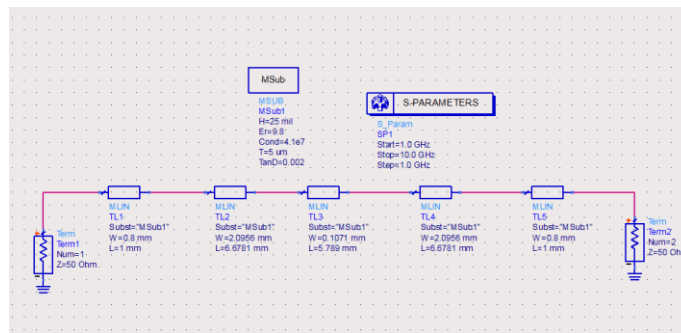 MSub
MSUB
MSub1
H=25 mil
Er=9.8
Cond=4.1e7
T=5 um
TanD=0.002
S-PARAMETERS
S_Param
SP1
Start=1.0 GHz
Stop=10.0 GHz
Step=1.0 GHz
Term
Term1
Num=1
Z=50 Ohm
MLIN
TL1
Subst="MSub1"
W=0.8 mm
L=1 mm
MLIN
TL2
Subst="MSub1"
W=2.0956 mm
L=6.6781 mm
MLIN
TL3
Subst="MSub1"
W=0.1071 mm
L=5.789 mm
MLIN
TL4
Subst="MSub1"
W=2.0956 mm
L=6.6781 mm
MLIN
TL5
Subst="MSub1"
W=0.8 mm
L=1 mm
Term
Term2
Num=2
Z=50 Oh